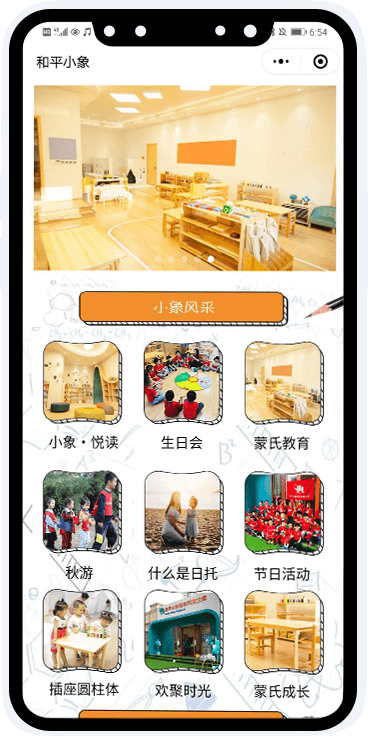 6:54
和平小象
小象风采
小象·悦读 生日会 蒙氏教育
秋游 什么是日托 节日活动
插座圆柱体 欢聚时光 蒙氏成长